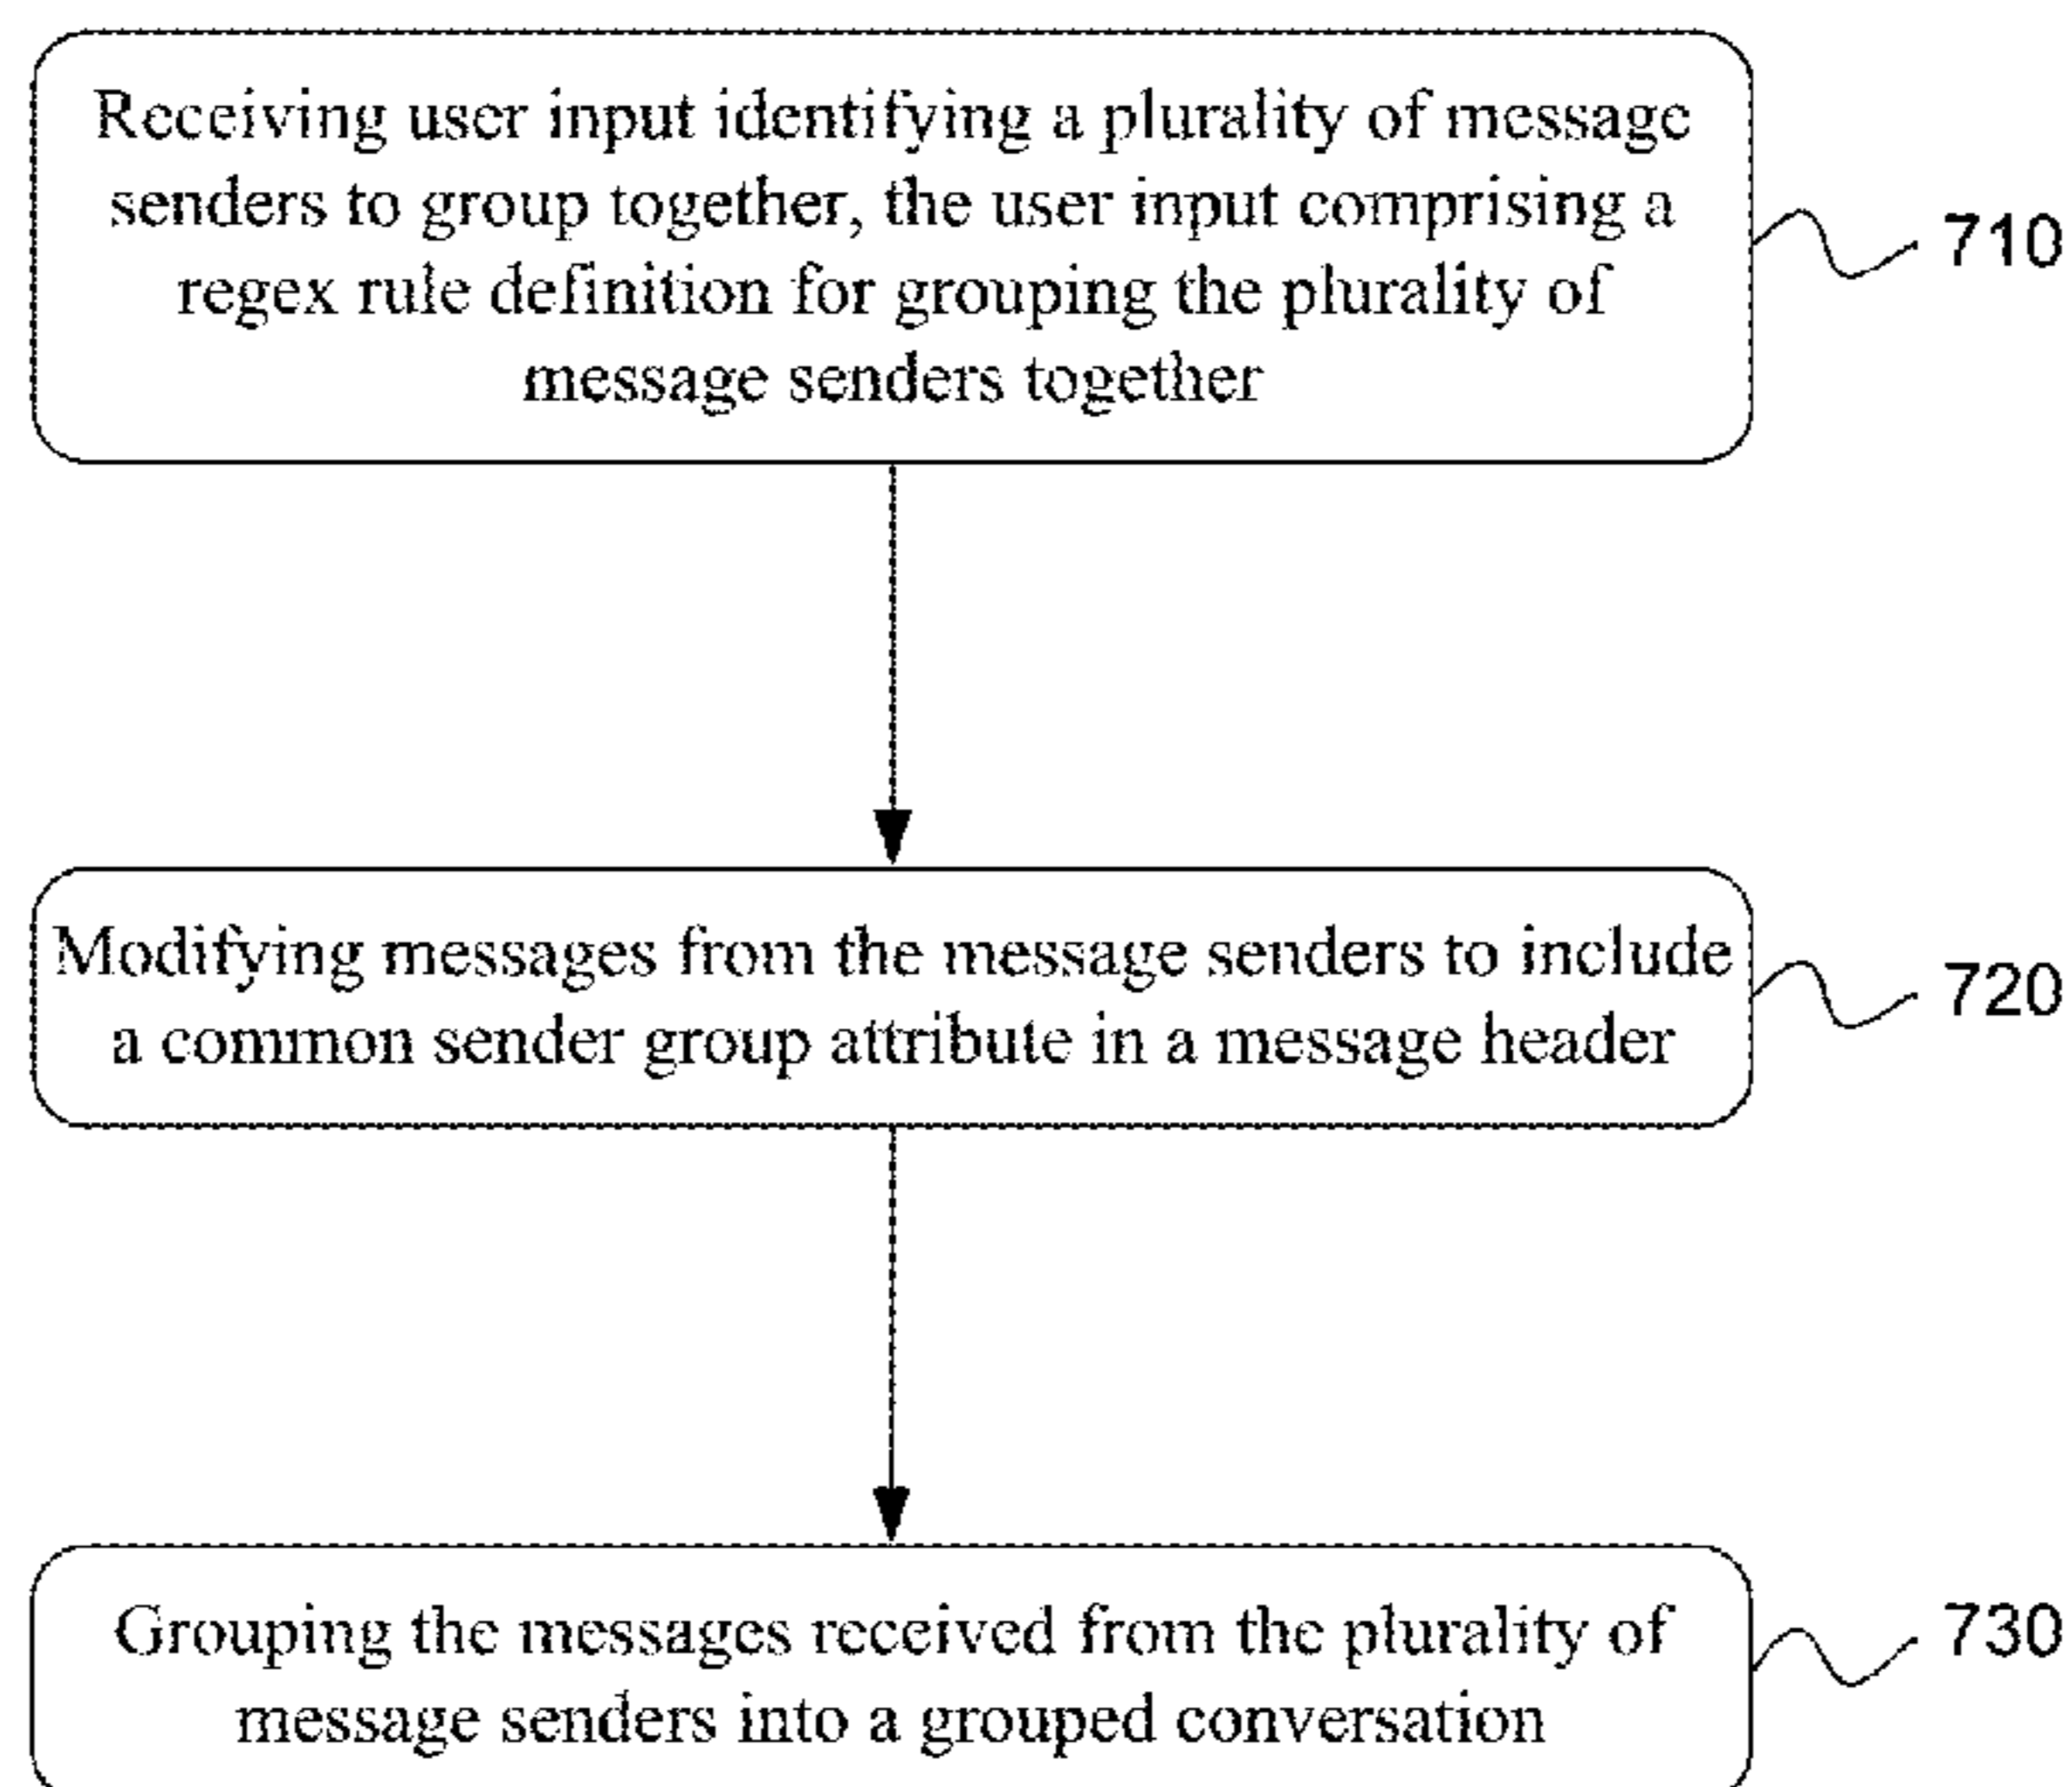 Receiving user input identifying a plurality of message
senders to group together, the user input comprising a
regex rule definition for grouping the plurality of
message senders together
710
Modifying messages from the message senders to include
a common sender group attribute in a message header
720
Grouping the messages received from the plurality of
message senders into a grouped conversation
730